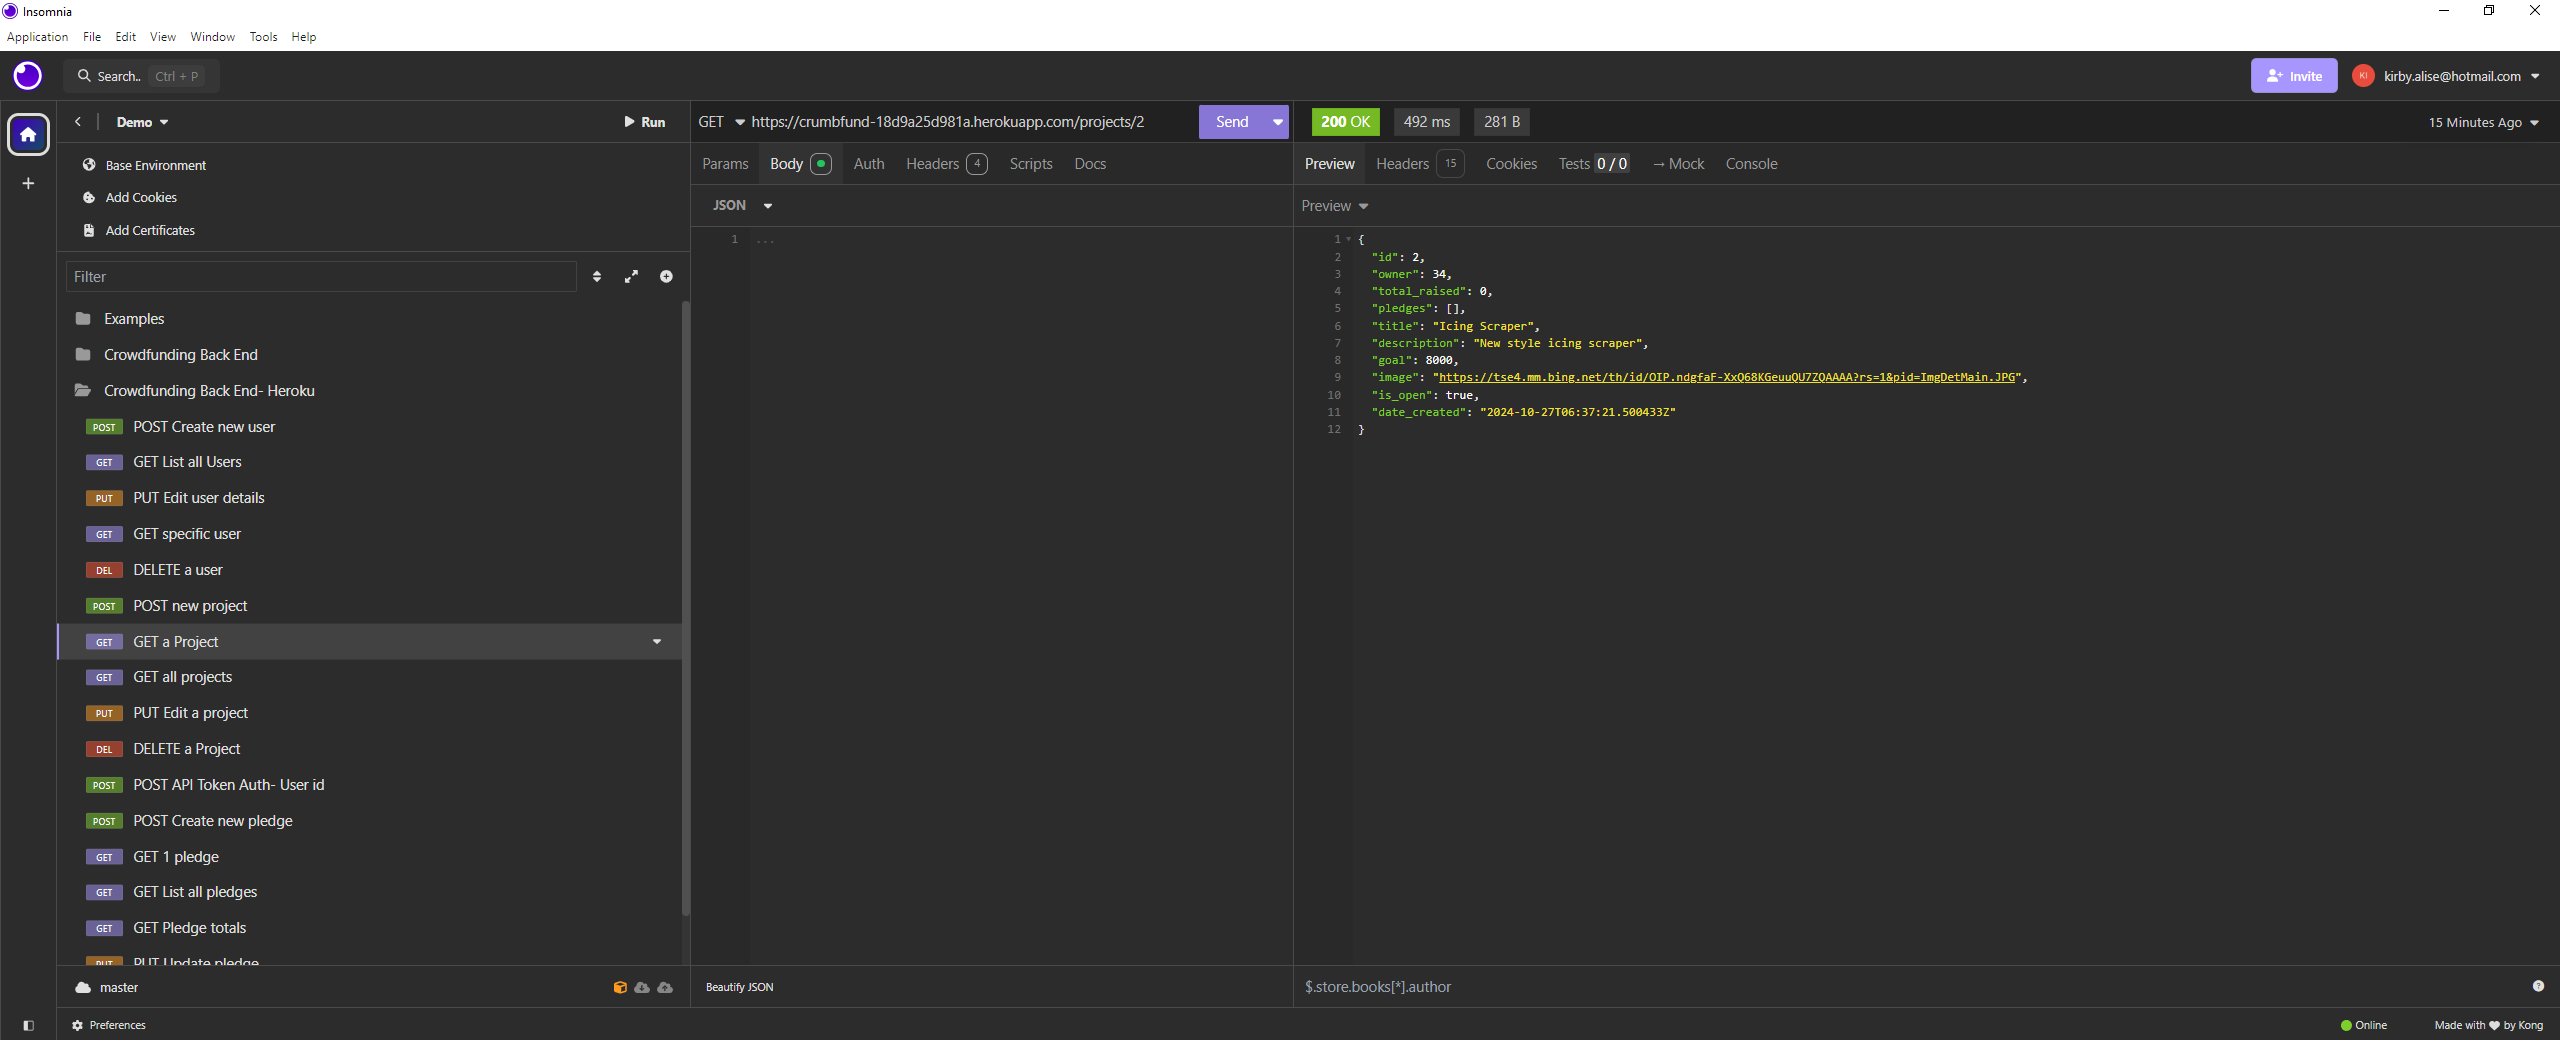 Insomnia
Application File Edit View Window Tools Help
Search.. Ctrl + P
Invite
KI kirby.alise@hotmail.com
Demo
Run
Base Environment
Add Cookies
Add Certificates
Filter
Examples
Crowdfunding Back End
Crowdfunding Back End- Heroku
POST POST Create new user
GET GET List all Users
PUT PUT Edit user details
GET GET specific user
DEL DELETE a user
POST POST new project
GET GET a Project
GET GET all projects
PUT PUT Edit a project
DEL DELETE a Project
POST POST API Token Auth- User id
POST POST Create new pledge
GET GET 1 pledge
GET GET List all pledges
GET GET Pledge totals
PUT PUT Update pledge
master
Preferences
GET https://crumbfund-18d9a25d981a.herokuapp.com/projects/2 Send
Params Body Auth Headers 4 Scripts Docs
JSON
1 ...
Beautify JSON
200 OK 492 ms 281 B 15 Minutes Ago
Preview Headers 15 Cookies Tests 0 / 0 → Mock Console
Preview
1 {
2 "id": 2,
3 "owner": 34,
4 "total_raised": 0,
5 "pledges": [],
6 "title": "Icing Scraper",
7 "description": "New style icing scraper",
8 "goal": 8000,
9 "image": "https://tse4.mm.bing.net/th/id/OIP.ndgfaF-XxQ68KGeuuQU7ZQAAAA?rs=1&pid=ImgDetMain.JPG",
10 "is_open": true,
11 "date_created": "2024-10-27T06:37:21.500433Z"
12 }
$.store.books[*].author
Online Made with ♥ by Kong